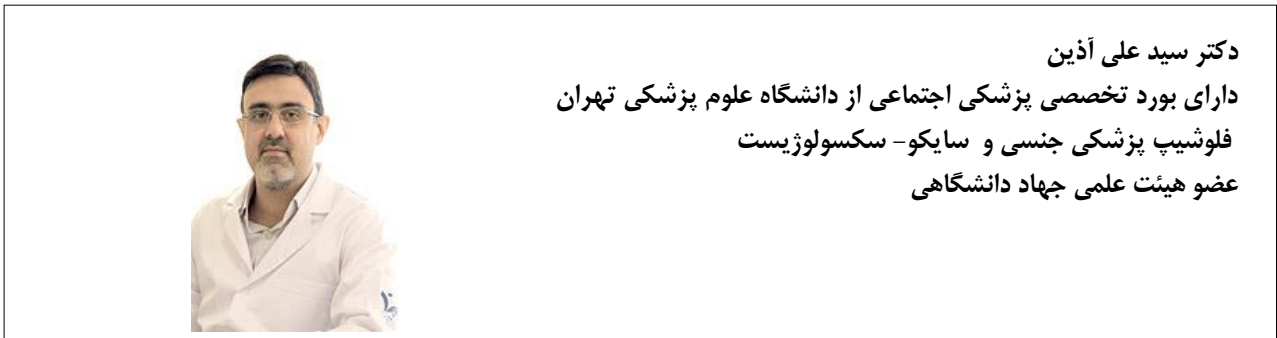 دکتر سید علی آذین
دارای بورد تخصصی پزشکی اجتماعی از دانشگاه علوم پزشکی تهران
فلوشیپ پزشکی جنسی و سایکو- سکسولوژیست
عضو هیئت علمی جهاد دانشگاهی